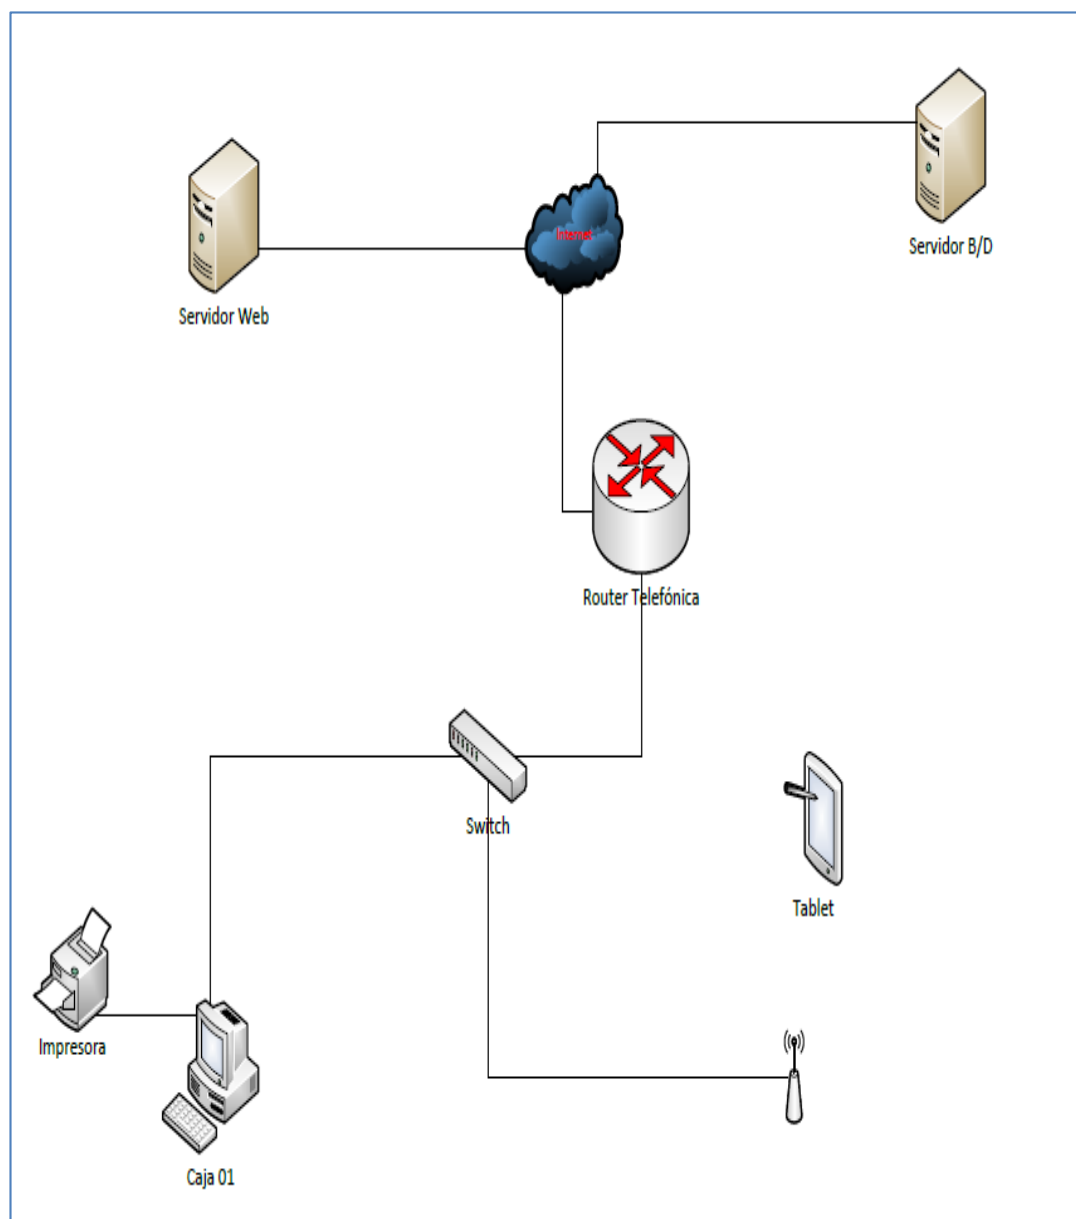 Servidor B/D
Internet
Servidor Web
Router Telefónica
Switch
Tablet
Impresora
Caja 01